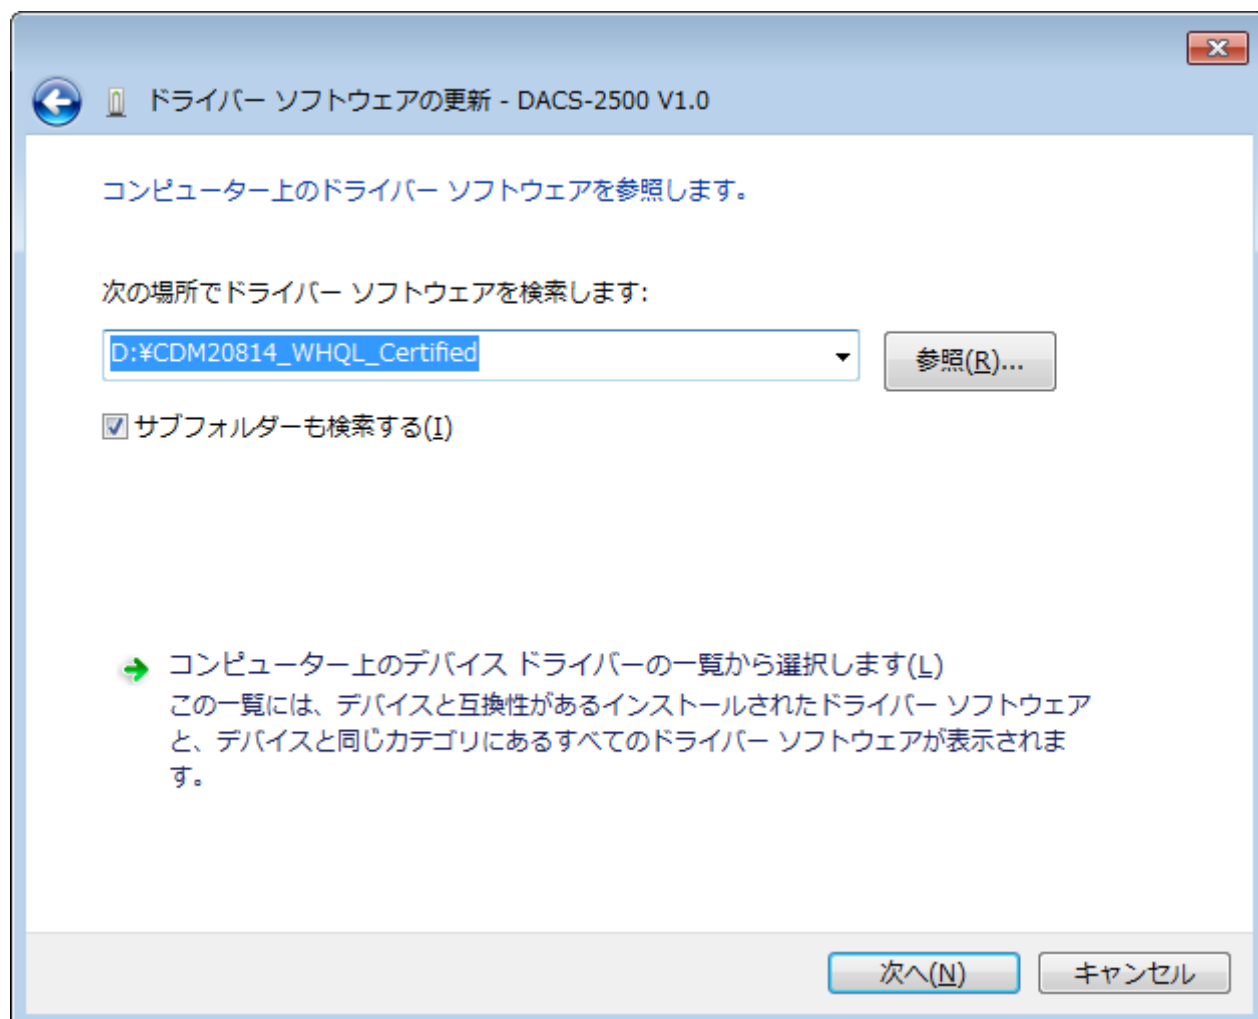 ドライバー ソフトウェアの更新 - DACS-2500 V1.0
コンピューター上のドライバー ソフトウェアを参照します。
次の場所でドライバー ソフトウェアを検索します:
D:¥CDM20814_WHQL_Certified
参照(R)...
サブフォルダーも検索する(I)
コンピューター上のデバイス ドライバーの一覧から選択します(L)
この一覧には、デバイスと互換性があるインストールされたドライバー ソフトウェア
と、デバイスと同じカテゴリにあるすべてのドライバー ソフトウェアが表示されま
す。
次へ(N)
キャンセル